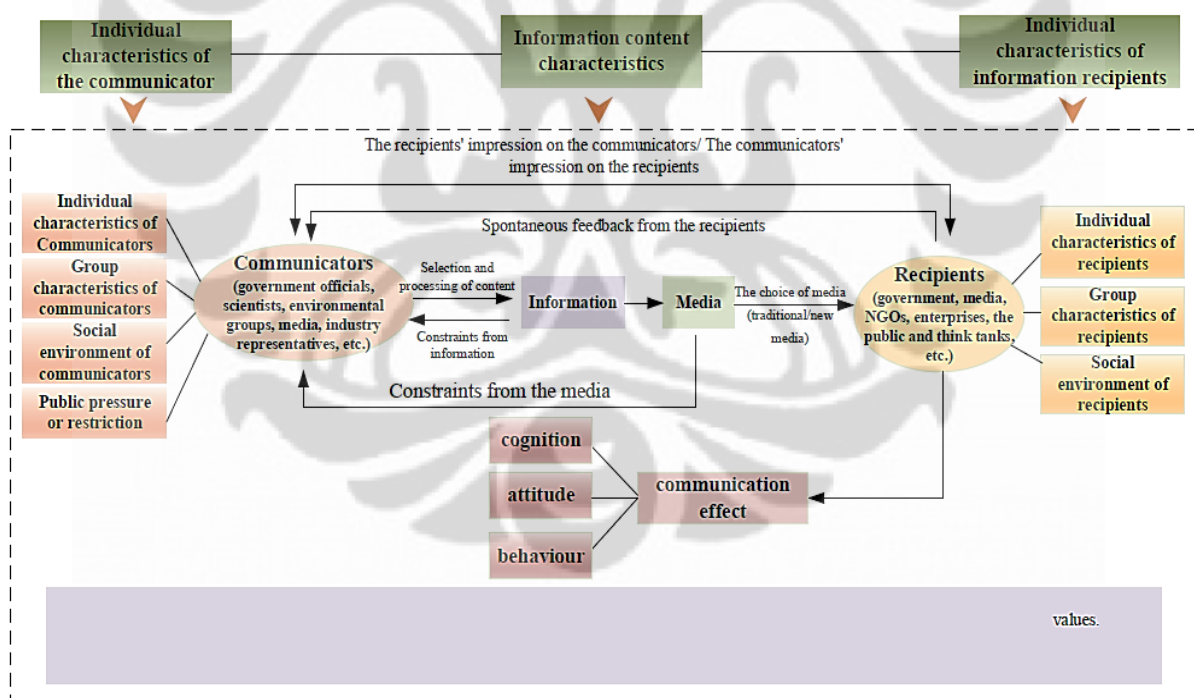 Individual
characteristics of
the communicator
Information content
characteristics
Individual
characteristics of
information recipients
The recipients' impression on the communicators/ The communicators'
impression on the recipients
Spontaneous feedback from the recipients
Individual
characteristics of
Communicators
Group
characteristics of
communicators
Social
environment of
communicators
Public pressure
or restriction
Communicators
(government officials,
scientists, environmental
groups, media, industry
representatives, etc.)
Selection and
processing of content
Constraints from
information
Information
Media
The choice of media
(traditional/new
media)
Recipients
(government, media,
NGOs, enterprises, the
public and think tanks,
etc.)
Individual
characteristics of
recipients
Group
characteristics of
recipients
Social
environment of
recipients
Constraints from the media
cognition
attitude
behaviour
communication
effect
values.